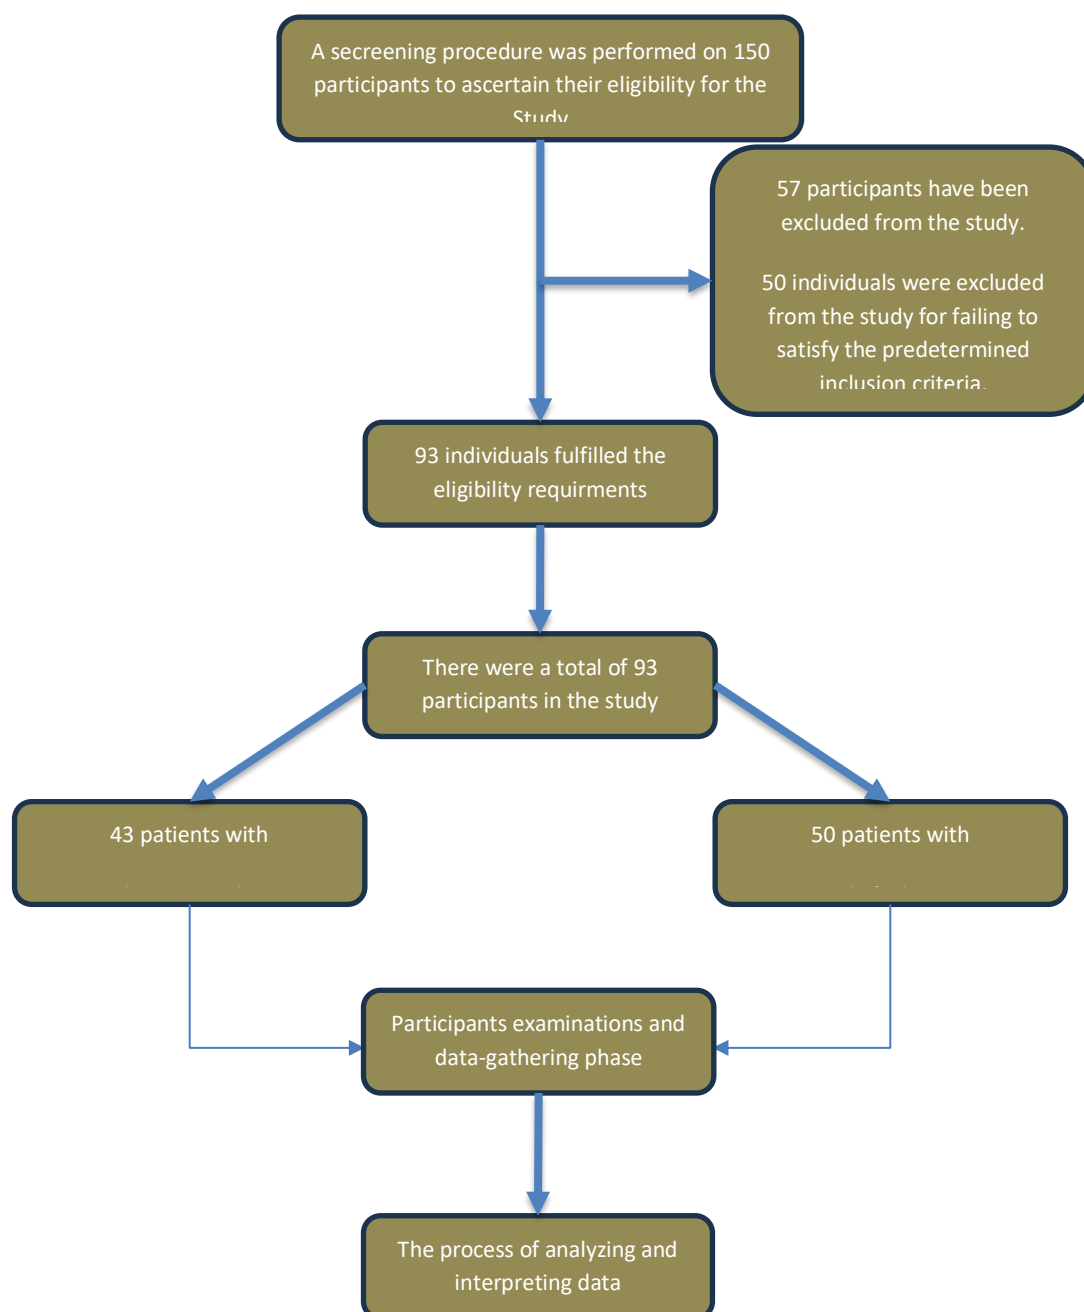 A secreening procedure was performed on 150
participants to ascertain their eligibility for the
Study
57 participants have been
excluded from the study.
50 individuals were excluded
from the study for failing to
satisfy the predetermined
inclusion criteria.
93 individuals fulfilled the
eligibility requirments
There were a total of 93
participants in the study
43 patients with
50 patients with
Participants examinations and
data-gathering phase
The process of analyzing and
interpreting data